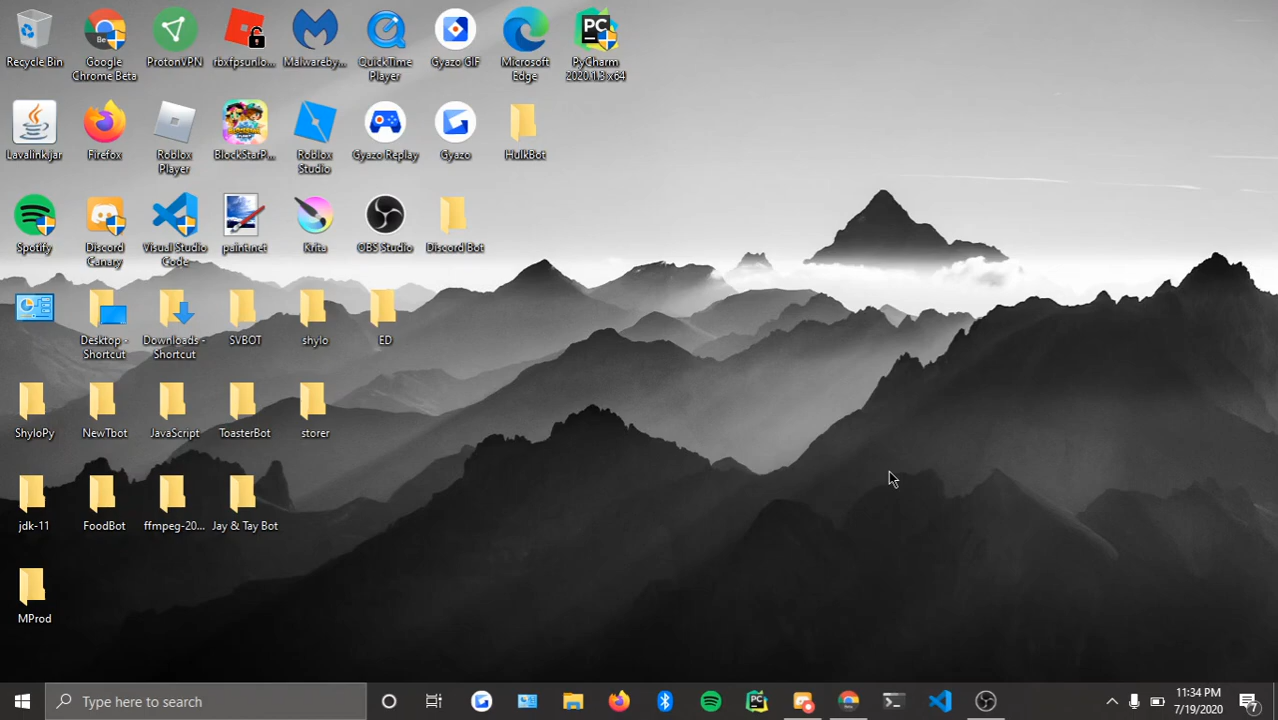 Recycle Bin
Google
Chrome Beta
ProtonVPN
rbxfpsunlo...
Malwareby...
QuickTime
Player
Gyazo GIF
Microsoft
Edge
PC
PyCharm
2020.1.3 x64
Lavalink.jar
Firefox
Roblox
Player
BlockStarP...
Roblox
Studio
Gyazo Replay
Gyazo
HulkBot
Spotify
Discord
Canary
Visual Studio
Code
paint.net
Krita
OBS Studio
Discord Bot
Desktop -
Shortcut
Downloads -
Shortcut
SVBOT
shylo
ED
ShyloPy
NewTbot
JavaScript
ToasterBot
storer
jdk-11
FoodBot
ffmpeg-20...
Jay & Tay Bot
MProd
Type here to search
11:34 PM
7/19/2020
7